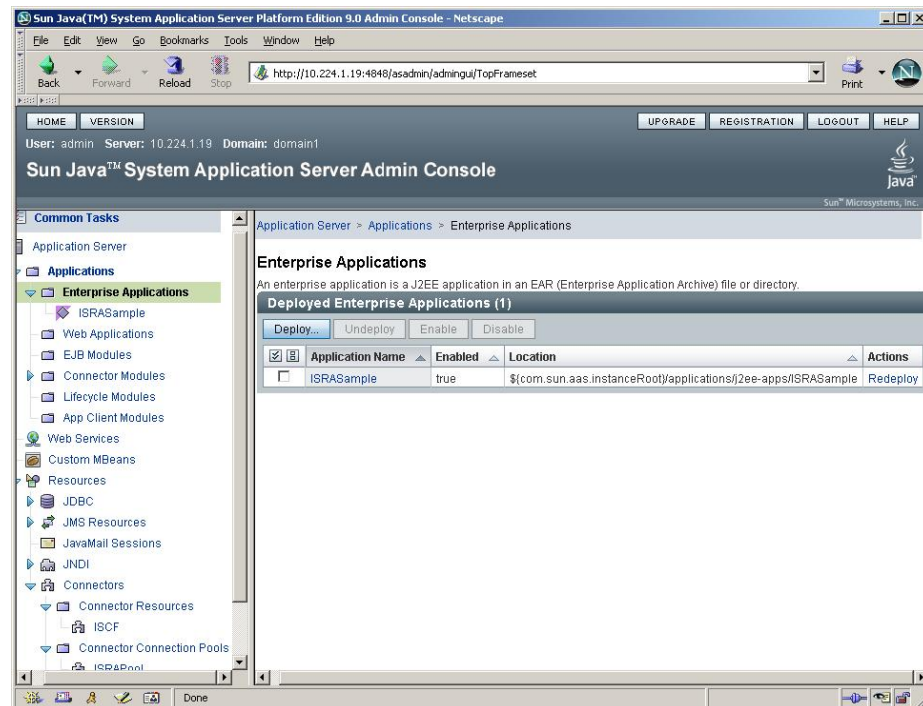 Sun Java(TM) System Application Server Platform Edition 9.0 Admin Console - Netscape
File Edit View Go Bookmarks Tools Window Help
Back Forward Reload Stop http://10.224.1.19:4848/asadmin/admingui/TopFrameset Print
HOME VERSION UPGRADE REGISTRATION LOGOUT HELP
User: admin Server: 10.224.1.19 Domain: domain1
Sun Java™ System Application Server Admin Console
Java™
Sun™ Microsystems, Inc.
Common Tasks
Application Server
Applications
Enterprise Applications
ISRASample
Web Applications
EJB Modules
Connector Modules
Lifecycle Modules
App Client Modules
Web Services
Custom MBeans
Resources
JDBC
JMS Resources
JavaMail Sessions
JNDI
Connectors
Connector Resources
ISCF
Connector Connection Pools
ISRAPool
Application Server > Applications > Enterprise Applications
Enterprise Applications
An enterprise application is a J2EE application in an EAR (Enterprise Application Archive) file or directory.
Deployed Enterprise Applications (1)
Deploy... Undeploy Enable Disable
Application Name Enabled Location Actions
ISRASample true ${com.sun.aas.instanceRoot}/applications/j2ee-apps/ISRASample Redeploy
Done